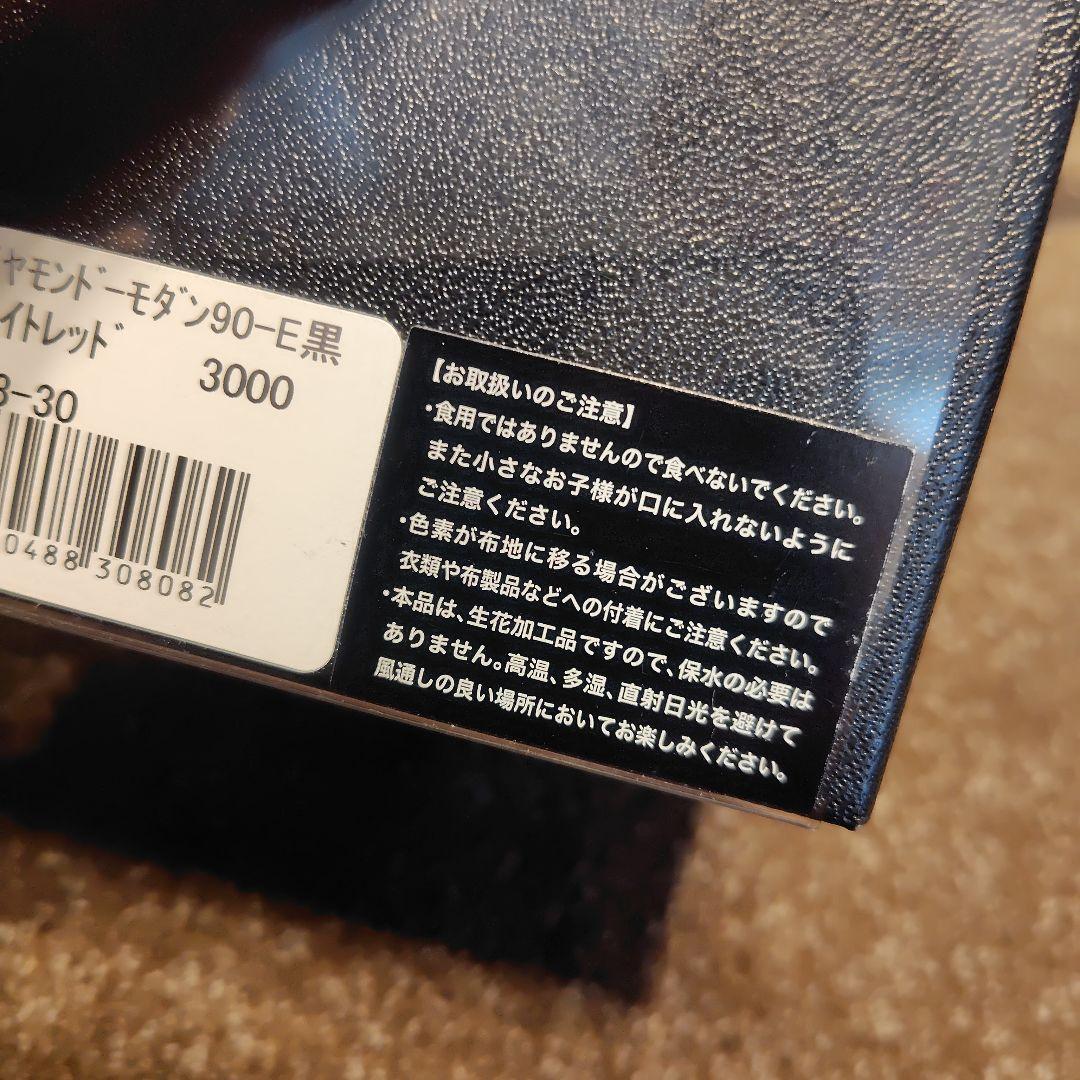 ヤモンドーモダン90-E黒
イトレッド
3000
8-30
0488 308082
【お取扱いのご注意】
・食用ではありませんので食べないでください。
また小さなお子様が口に入れないように
ご注意ください。
・色素が布地に移る場合がございますので
衣類や布製品などへの付着にご注意ください。
・本品は、生花加工品ですので、保水の必要は
ありません。高温、多湿、直射日光を避けて
風通しの良い場所においてお楽しみください。